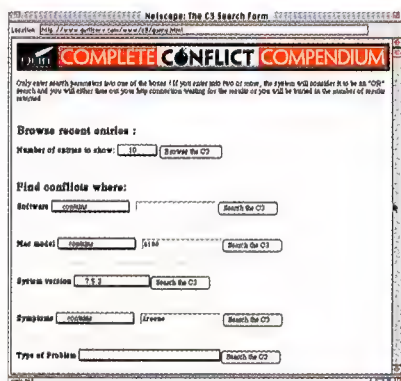 Netscape: The C3 Search Form
Location: http://www.quillserv.com/www/c3/query.html
COMPLETE CONFLICT COMPENDIUM
Only enter search parameters into one of the boxes! If you enter into two or more, the system will consider it to be an "OR"
search and you will either time out your http connection waiting for the results or you will be buried in the number of results
returned.
Browse recent entries :
Number of entries to show: 10 Browse the C3
Find conflicts where:
Software contains Search the C3
Mac model contains Search the C3
System version 7.5.2 Search the C3
Symptoms contains freeze Search the C3
Type of Problem Search the C3